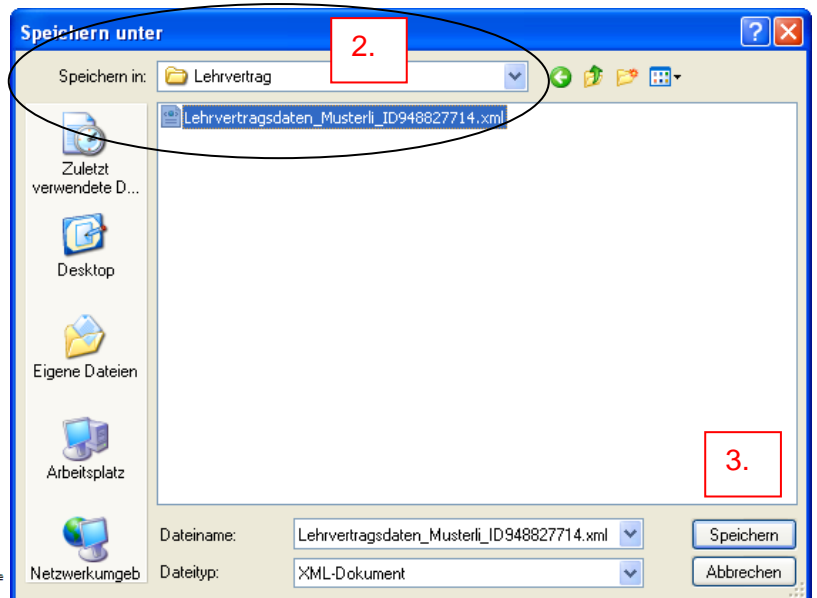 Speichern unter
2.
Speichern in:
Lehrvertrag
Lehrvertragsdaten_Musterli_ID948827714.xml
Zuletzt
verwendete D...
Desktop
Eigene Dateien
Arbeitsplatz
3.
Netzwerkumgeb
Dateiname:
Lehrvertragsdaten_Musterli_ID948827714.xml
Speichern
Dateityp:
XML-Dokument
Abbrechen